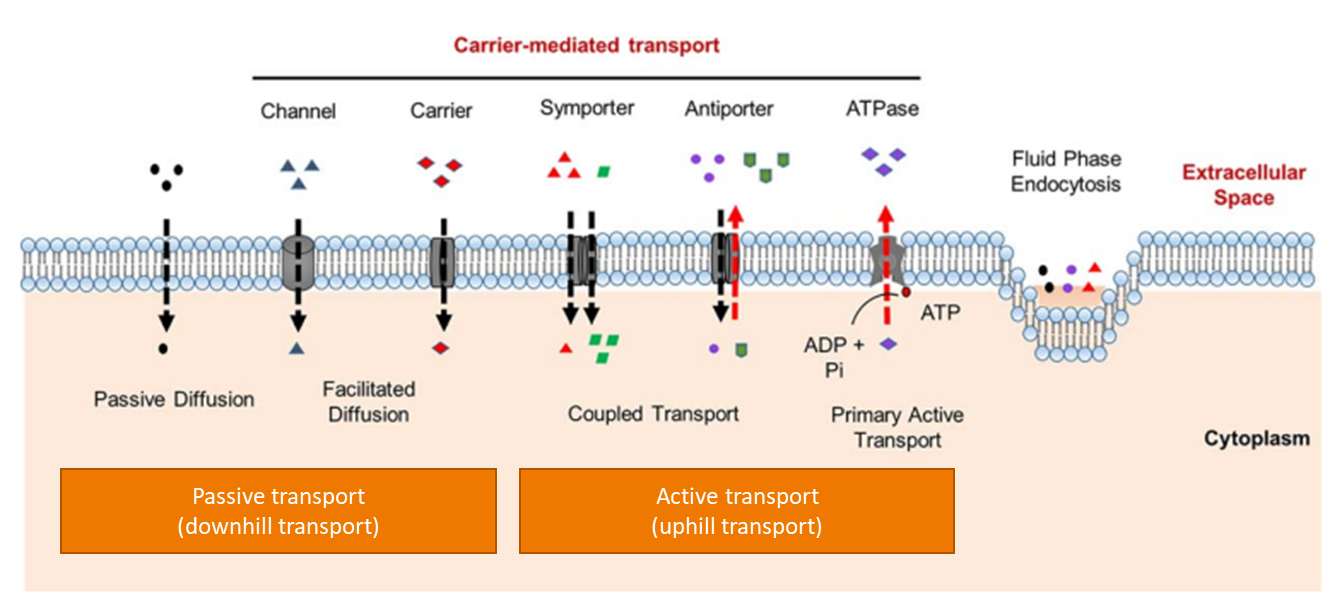 Carrier-mediated transport
Channel
Carrier
Symporter
Antiporter
ATPase
Fluid Phase
Endocytosis
Extracellular
Space
ATP
ADP +
Pi
Passive Diffusion
Facilitated
Diffusion
Coupled Transport
Primary Active
Transport
Cytoplasm
Passive transport
(downhill transport)
Active transport
(uphill transport)